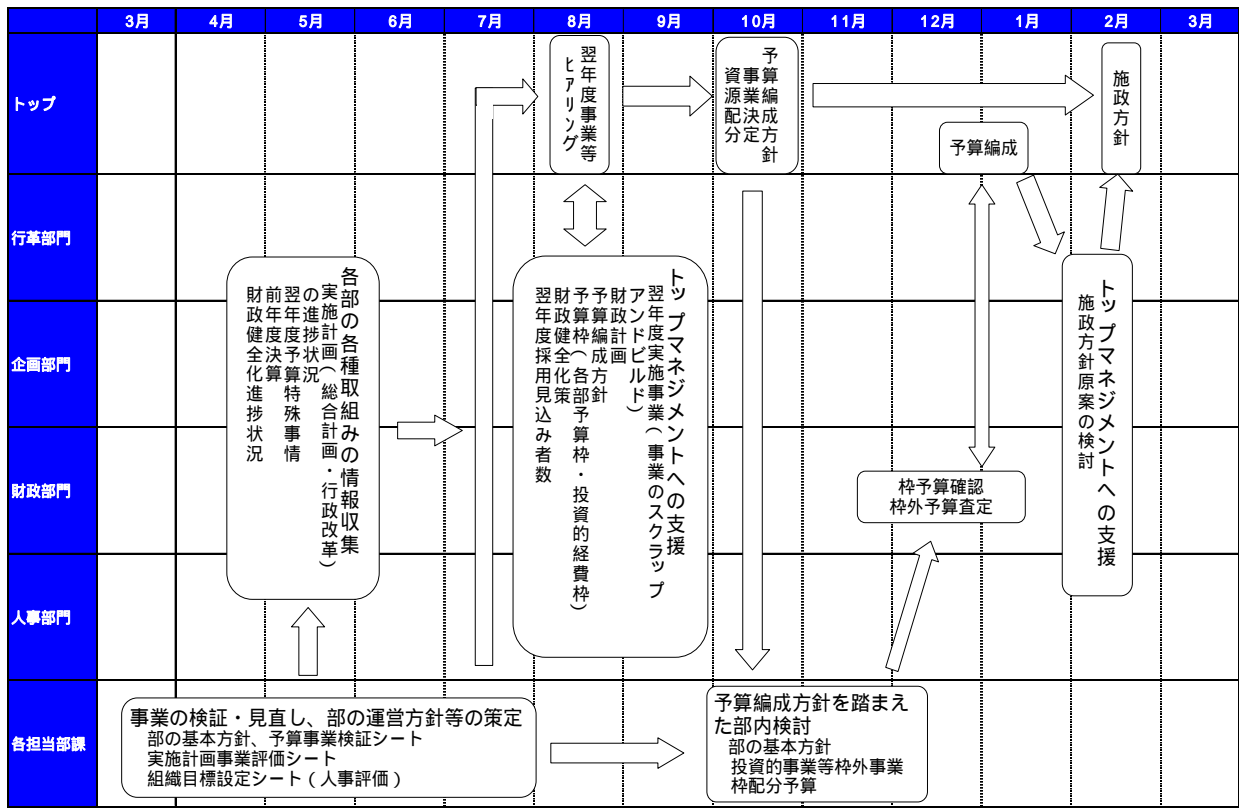 3月 4月 5月 6月 7月 8月 9月 10月 11月 12月 1月 2月 3月
トップ
翌年度事業等
ヒアリング
予算編成方針
事業決定
資源配分
施政方針
予算編成
行革部門
各部の各種取組みの情報収集
実施計画(総合計画・行政改革)
の進捗状況
翌年度予算特殊事情
前年度決算
財政健全化進捗状況
トップマネジメントへの支援
翌年度実施事業(事業のスクラップ
アンドビルド)
財政計画
予算編成方針
予算枠(各部予算枠・投資的経費枠)
財政健全化策
翌年度採用見込み者数
トップマネジメントへの支援
施政方針原案の検討
企画部門
財政部門
枠予算確認
枠外予算査定
人事部門
各担当部課
事業の検証・見直し、部の運営方針等の策定
部の基本方針、予算事業検証シート
実施計画事業評価シート
組織目標設定シート(人事評価)
予算編成方針を踏まえ
た部内検討
部の基本方針
投資的事業等枠外事業
枠配分予算